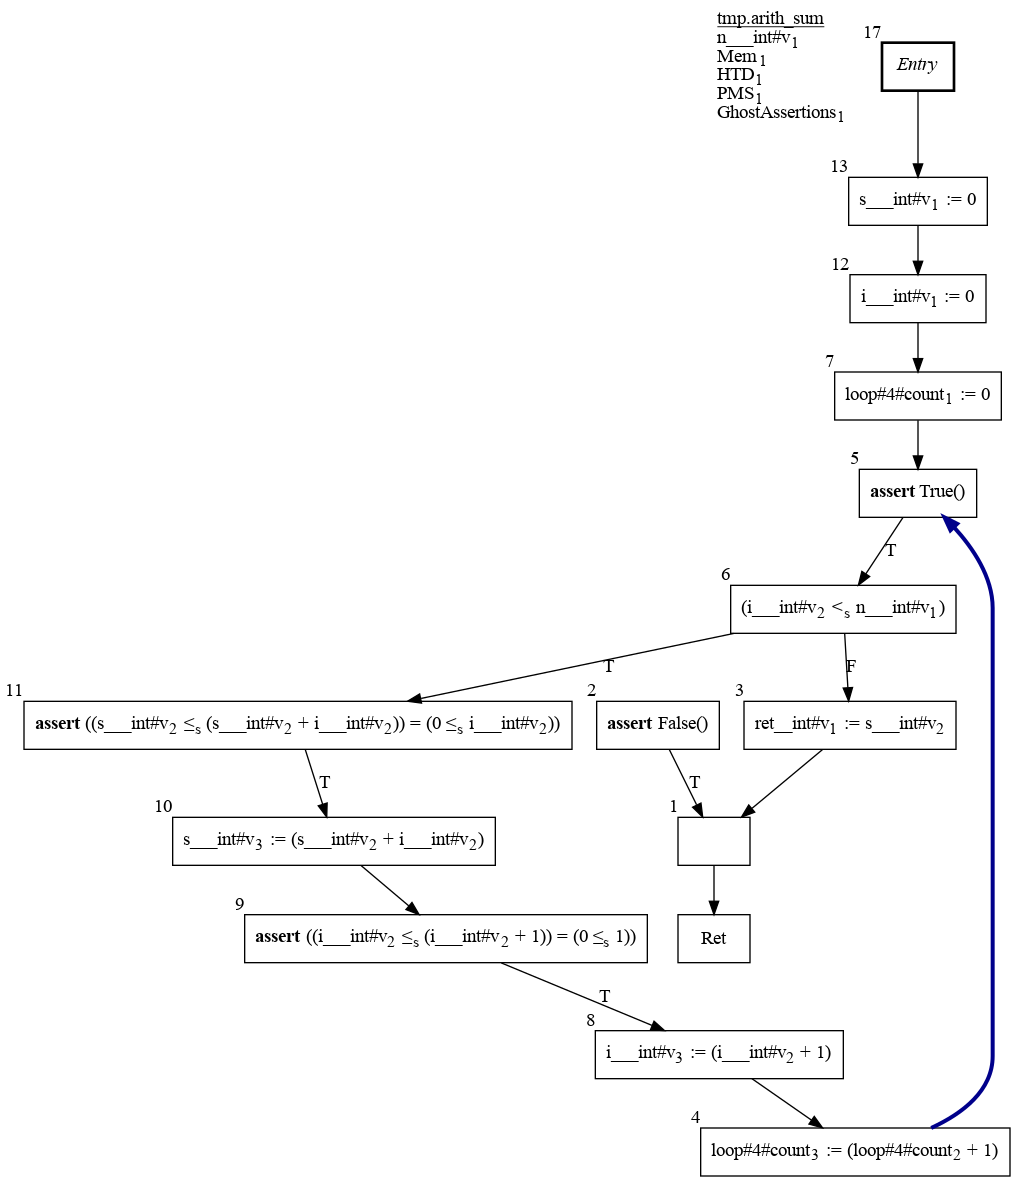 tmp.arith_sum
n___int#v₁
Mem₁
HTD₁
PMS₁
GhostAssertions₁
17
Entry
13
s___int#v₁ := 0
12
i___int#v₁ := 0
7
loop#4#count₁ := 0
5
assert True()
T
6
(i___int#v₂ <ₛ n___int#v₁)
T
F
11
assert ((s___int#v₂ ≤ₛ (s___int#v₂ + i___int#v₂)) = (0 ≤ₛ i___int#v₂))
2
assert False()
3
ret__int#v₁ := s___int#v₂
T
T
10
s___int#v₃ := (s___int#v₂ + i___int#v₂)
1
9
assert ((i___int#v₂ ≤ₛ (i___int#v₂ + 1)) = (0 ≤ₛ 1))
Ret
T
8
i___int#v₃ := (i___int#v₂ + 1)
4
loop#4#count₃ := (loop#4#count₂ + 1)